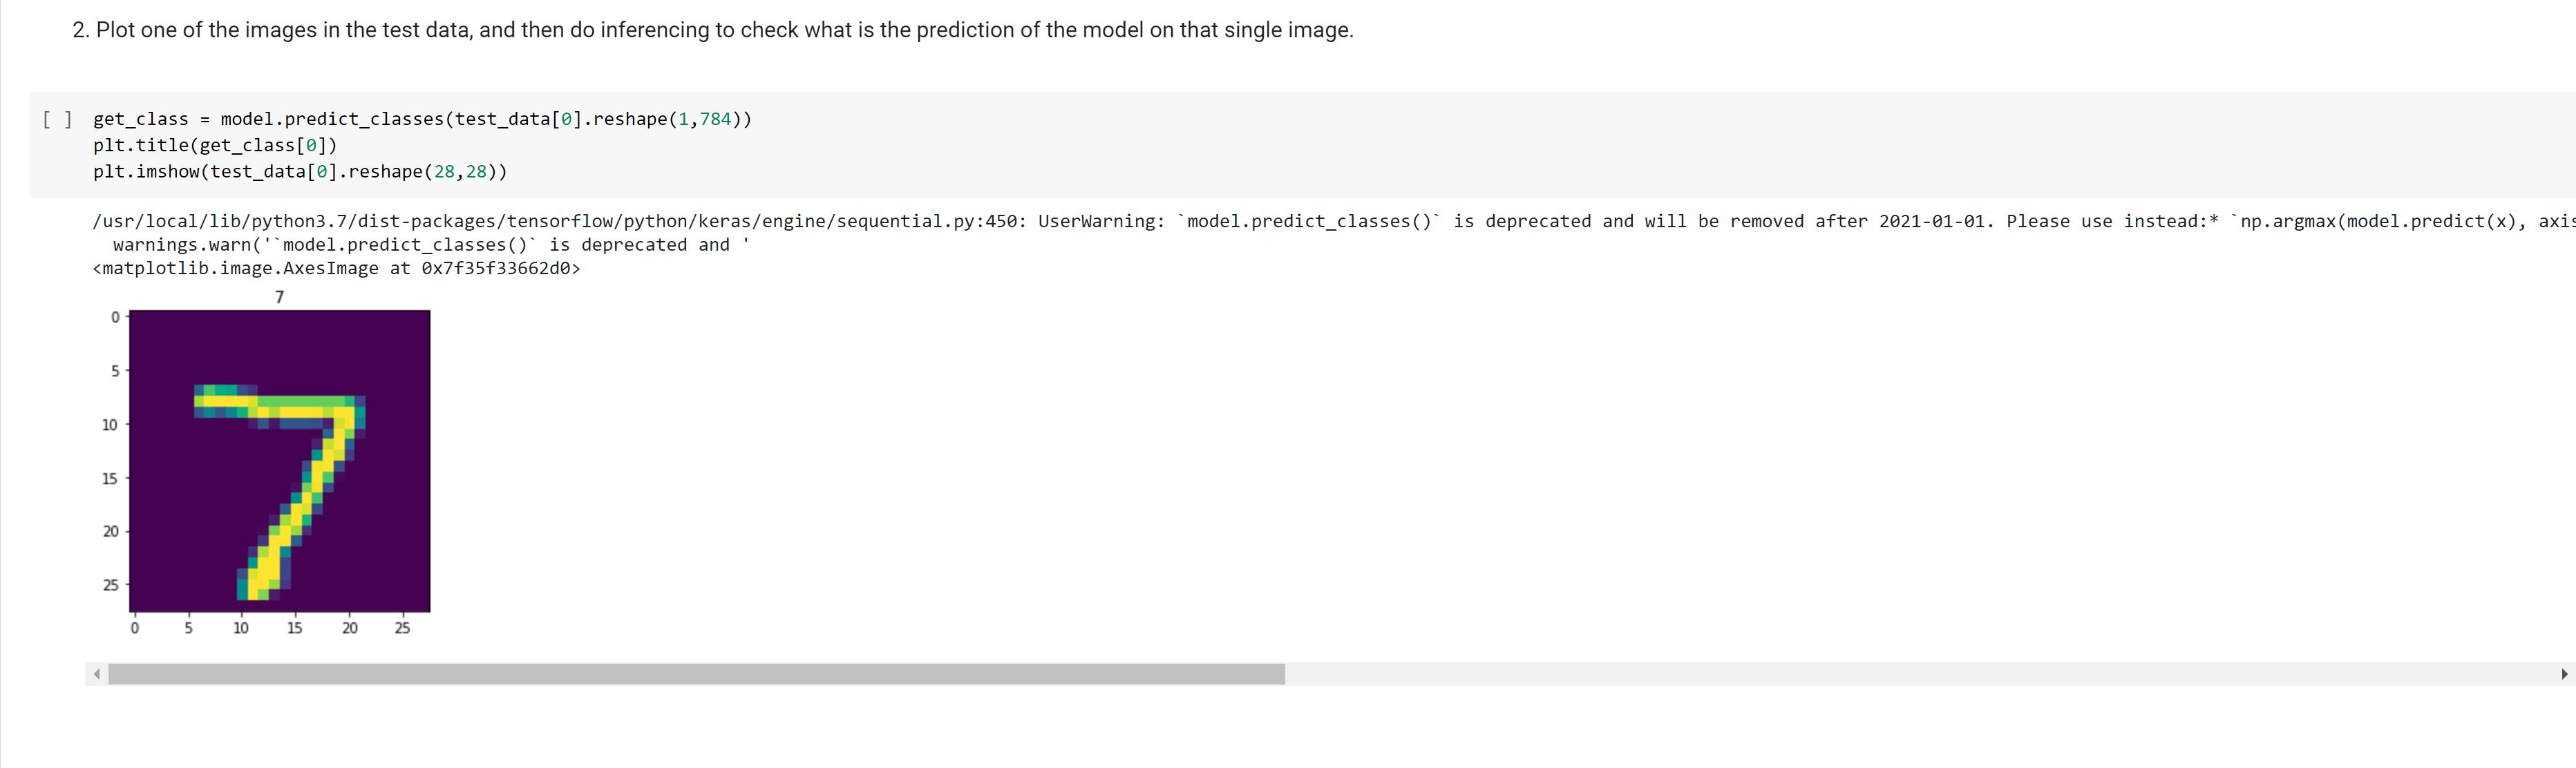 2. Plot one of the images in the test data, and then do inferencing to check what is the prediction of the model on that single image.
[ ] get_class = model.predict_classes(test_data[0].reshape(1,784))
plt.title(get_class[0])
plt.imshow(test_data[0].reshape(28,28))
/usr/local/lib/python3.7/dist-packages/tensorflow/python/keras/engine/sequential.py:450: UserWarning: `model.predict_classes()` is deprecated and will be removed after 2021-01-01. Please use instead:* `np.argmax(model.predict(x), axis
warnings.warn('`model.predict_classes()` is deprecated and '
<matplotlib.image.AxesImage at 0x7f35f33662d0>
7
0
5
10
15
20
25
0 5 10 15 20 25
7